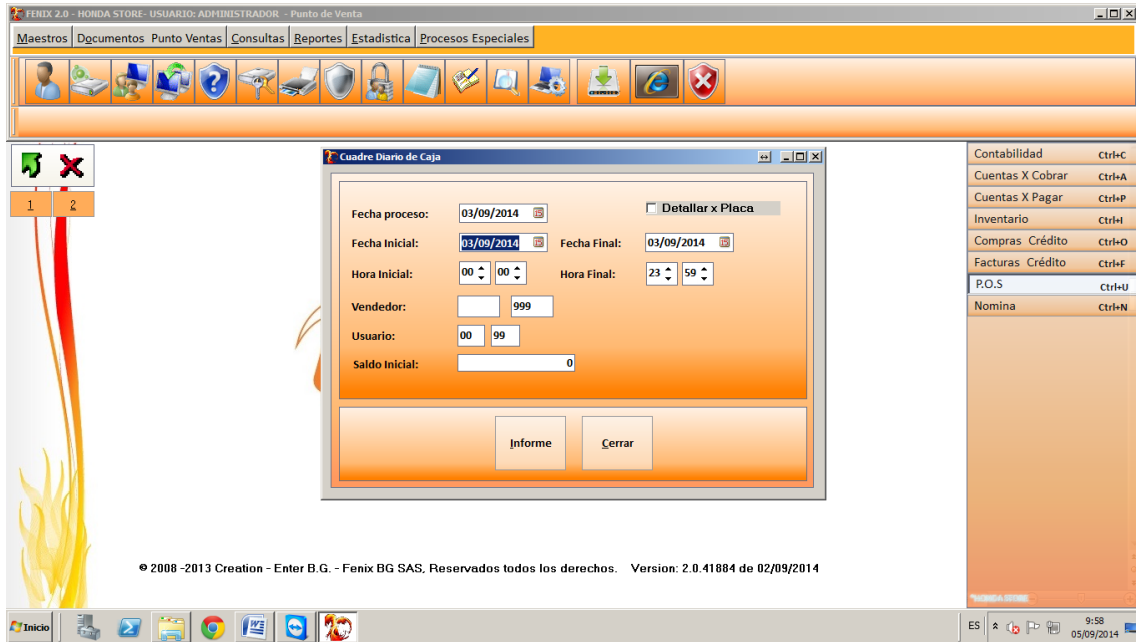 FENIX 2.0 - HONDA STORE- USUARIO: ADMINISTRADOR - Punto de Venta
Maestros Documentos Punto Ventas Consultas Reportes Estadistica Procesos Especiales
1 2
Cuadre Diario de Caja
Fecha proceso: 03/09/2014 Detallar x Placa
Fecha Inicial: 03/09/2014 Fecha Final: 03/09/2014
Hora Inicial: 00 00 Hora Final: 23 59
Vendedor: 999
Usuario: 00 99
Saldo Inicial: 0
Informe Cerrar
Contabilidad Ctrl+C
Cuentas X Cobrar Ctrl+A
Cuentas X Pagar Ctrl+P
Inventario Ctrl+I
Compras Crédito Ctrl+O
Facturas Crédito Ctrl+F
P.O.S Ctrl+U
Nomina Ctrl+N
© 2008 -2013 Creation - Enter B.G. - Fenix BG SAS, Reservados todos los derechos. Version: 2.0.41884 de 02/09/2014
Inicio
ES
9:58
05/09/2014